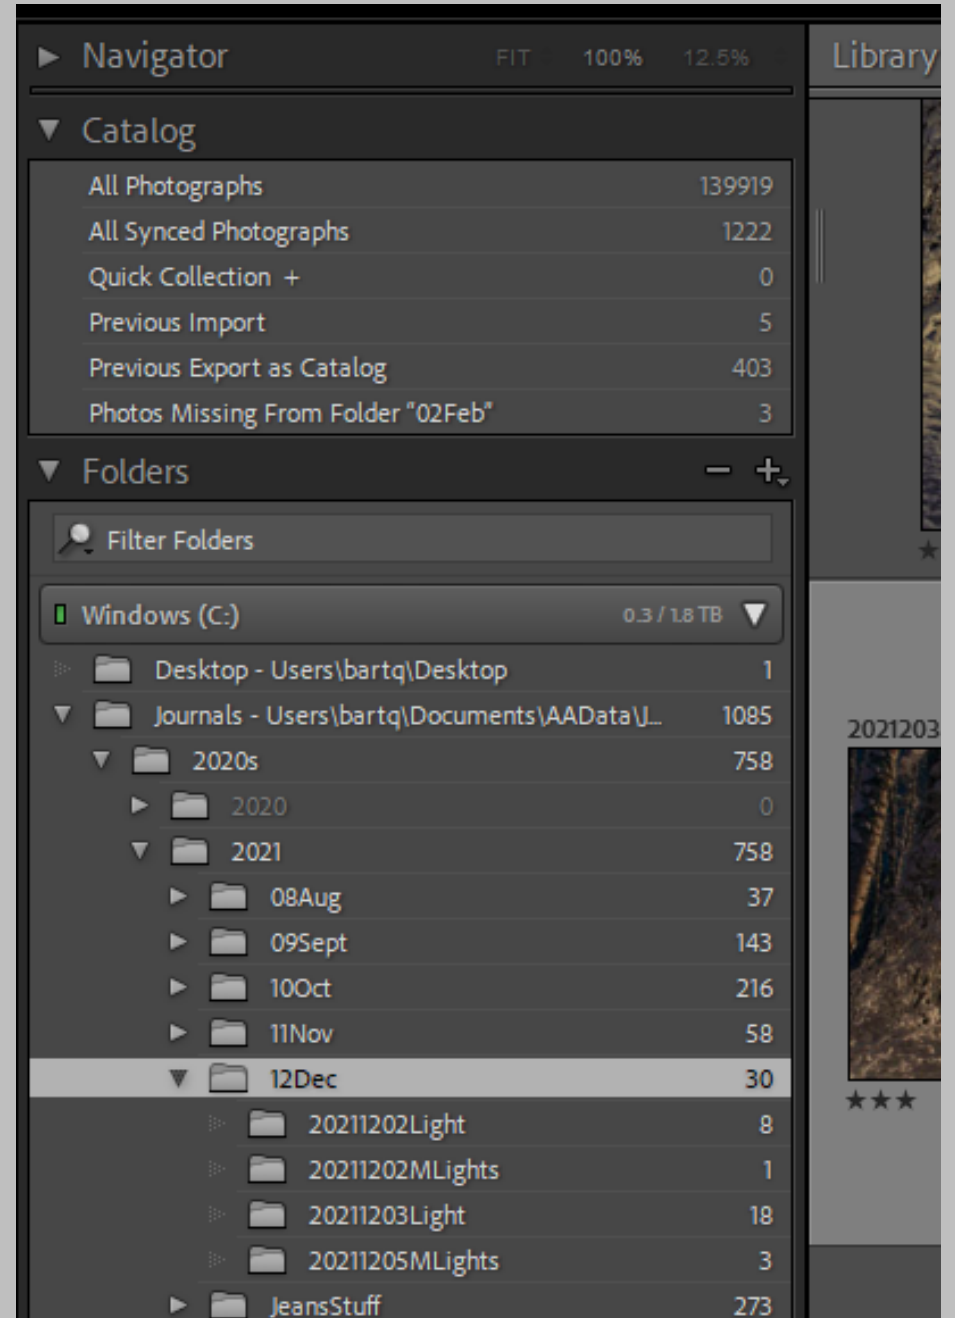 Navigator FIT 100% 12.5%
Library
Catalog
All Photographs 139919
All Synced Photographs 1222
Quick Collection + 0
Previous Import 5
Previous Export as Catalog 403
Photos Missing From Folder "02Feb" 3
Folders
Filter Folders
Windows (C:) 0.3 / 1.8 TB
Desktop - Users\bartq\Desktop 1
Journals - Users\bartq\Documents\AAData\J... 1085
2021203
2020s 758
2020 0
2021 758
08Aug 37
09Sept 143
10Oct 216
11Nov 58
12Dec 30
20211202Light 8
20211202MLights 1
20211203Light 18
20211205MLights 3
JeansStuff 273